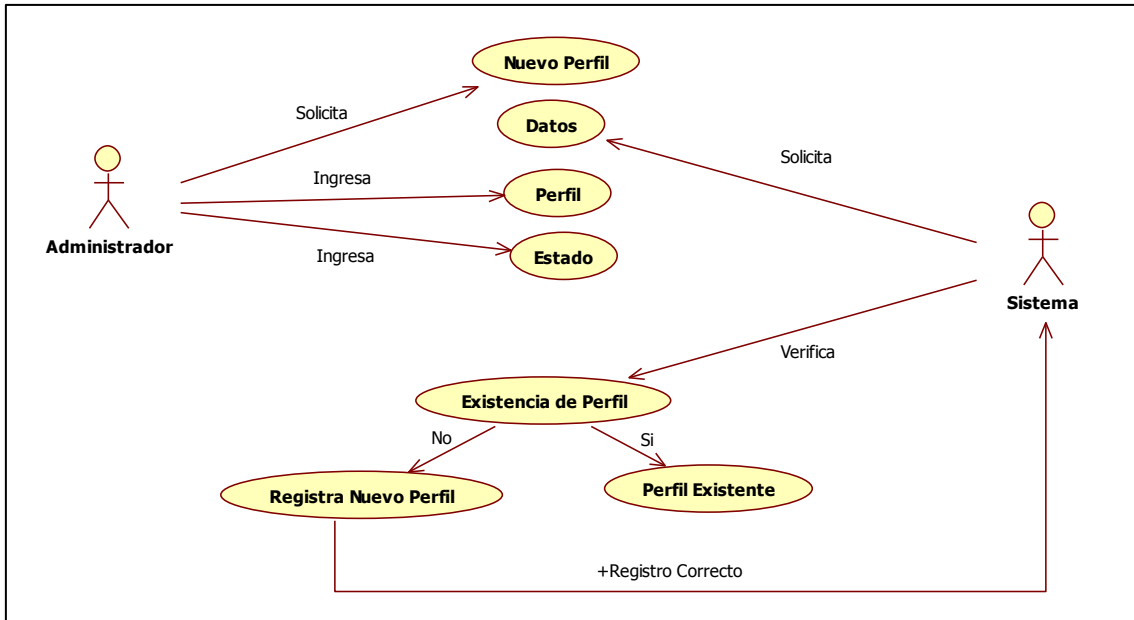 Nuevo Perfil
Solicita
Datos
Solicita
Ingresa
Perfil
Administrador
Ingresa
Estado
Sistema
Verifica
Existencia de Perfil
No
Si
Registra Nuevo Perfil
Perfil Existente
+Registro Correcto